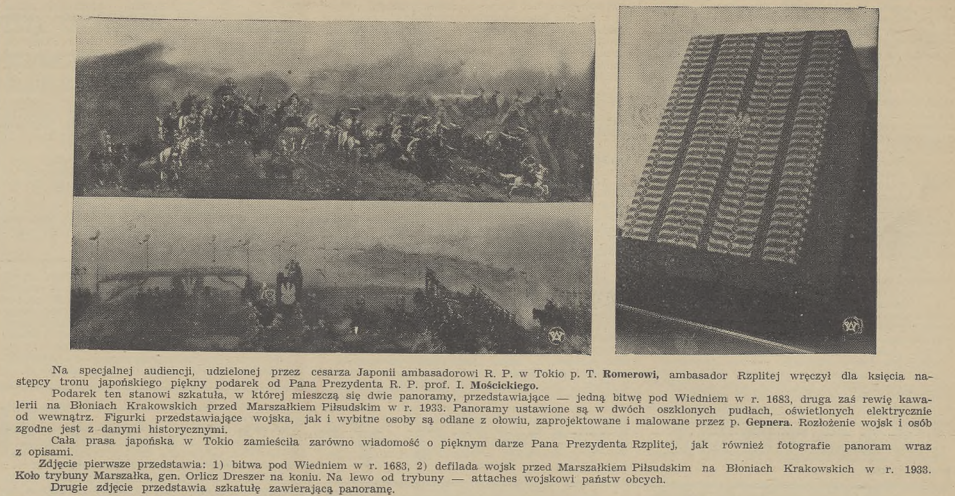 Na specjalnej audiencji, udzielonej przez cesarza Japonii ambasadorowi R. P. w Tokio p. T. Romerowi, ambasador Rzplitej wręczył dla księcia na-
stępcy tronu japońskiego piękny podarek od Pana Prezydenta R. P. prof. I. Mościckiego.
Podarek ten stanowi szkatuła, w której mieszczą się dwie panoramy, przedstawiające — jedną bitwę pod Wiedniem w r. 1683, druga zaś rewię kawa-
lerii na Błoniach Krakowskich przed Marszałkiem Piłsudskim w r. 1933. Panoramy ustawione są w dwóch oszklonych pudłach, oświetlonych elektrycznie
od wewnątrz. Figurki przedstawiające wojska, jak i wybitne osoby są odlane z ołowiu, zaprojektowane i malowane przez p. Gepnera. Rozłożenie wojsk i osób
zgodne jest z danymi historycznymi.
Cała prasa japońska w Tokio zamieściła zarówno wiadomość o pięknym darze Pana Prezydenta Rzplitej, jak również fotografie panoram wraz
z opisami.
Zdjęcie pierwsze przedstawia: 1) bitwa pod Wiedniem w r. 1683, 2) defilada wojsk przed Marszałkiem Piłsudskim na Błoniach Krakowskich w r. 1933.
Koło trybuny Marszałka, gen. Orlicz Dreszer na koniu. Na lewo od trybuny — attaches wojskowi państw obcych.
Drugie zdjęcie przedstawia szkatułę zawierającą panoramę.